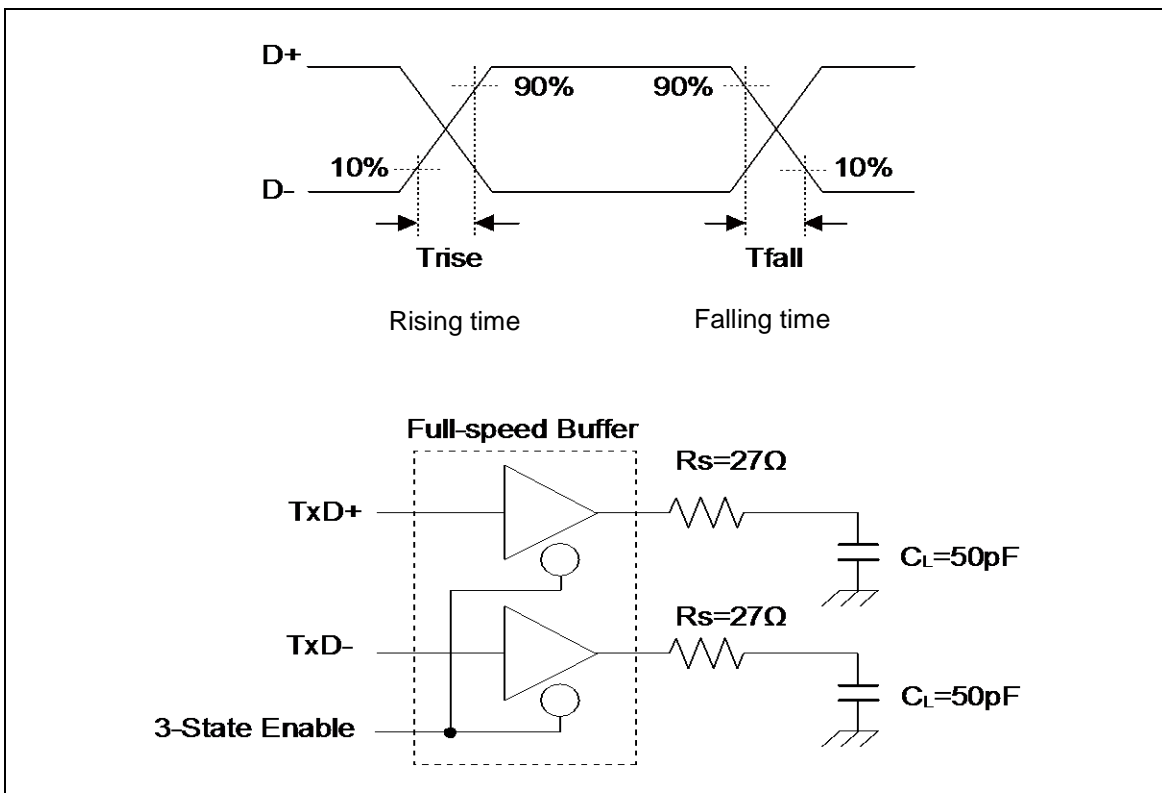 D+
90%
90%
10%
10%
D-
Trise
Tfall
Rising time
Falling time
Full-speed Buffer
Rs=27Ω
TxD+
CL=50pF
Rs=27Ω
TxD-
CL=50pF
3-State Enable